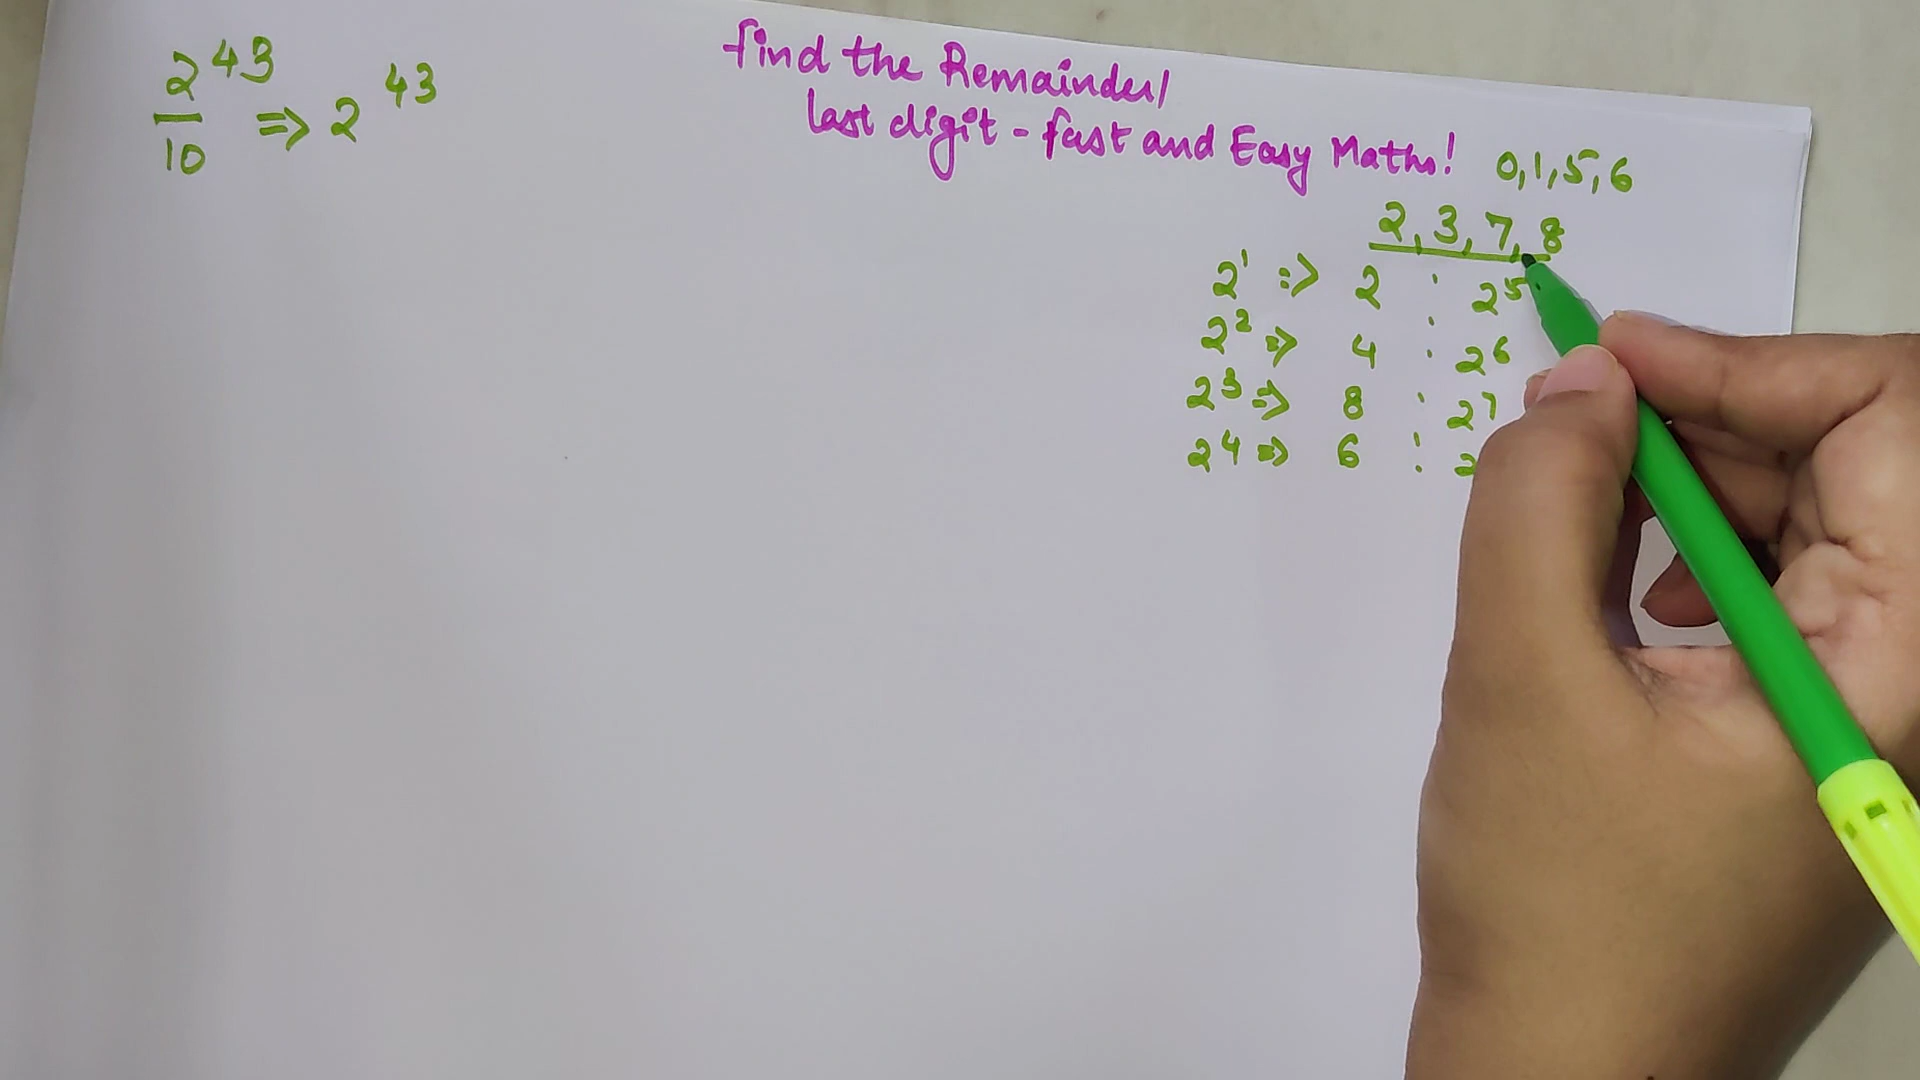 2^43 / 10 => 2^43
find the Remainder/
last digit - fast and Easy Maths!
0,1,5,6
2,3,7,8
2^1 => 2 : 2^5
2^2 => 4 : 2^6
2^3 => 8 : 2^7
2^4 => 6 : 2